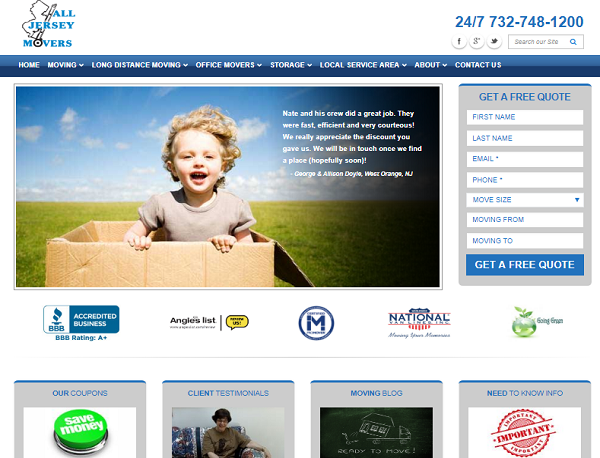 ALL
JERSEY
MOVERS
24/7 732-748-1200
Search our Site
HOME MOVING LONG DISTANCE MOVING OFFICE MOVERS STORAGE LOCAL SERVICE AREA ABOUT CONTACT US
Nate and his crew did a great job. They
were fast, efficient and very courteous!
We really appreciate the discount you
gave us. We will be in touch once we find
a place (hopefully soon)!
- George & Allison Doyle, West Orange, NJ
GET A FREE QUOTE
FIRST NAME
LAST NAME
EMAIL *
PHONE *
MOVE SIZE
MOVING FROM
MOVING TO
GET A FREE QUOTE
BBB
ACCREDITED
BUSINESS
BBB Rating: A+
Angie's list
REVIEW
US!
M
NATIONAL
VAN LINES INC
Moving Your Memories
Going Green
OUR COUPONS
CLIENT TESTIMONIALS
MOVING BLOG
NEED TO KNOW INFO
save
money
READY TO MOVE!
IMPORTANT